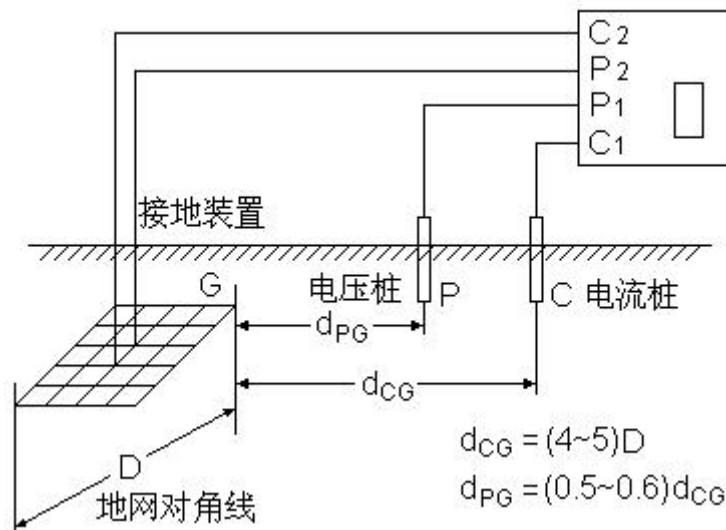 C2
P2
P1
C1
接地装置
G
电压桩
P
C 电流桩
dPG
dCG
D
地网对角线
dCG = (4~5)D
dPG = (0.5~0.6)dCG